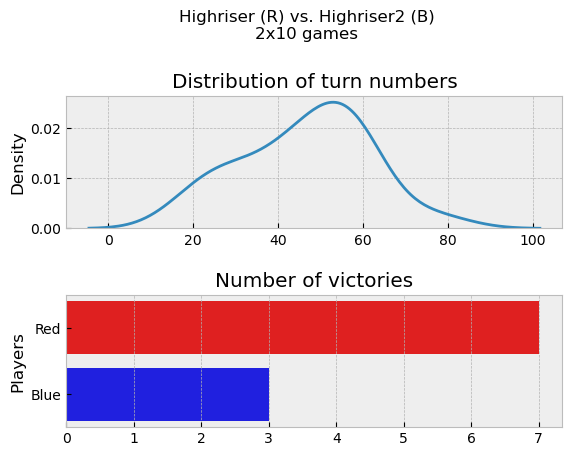 Highriser (R) vs. Highriser2 (B)
2x10 games
Distribution of turn numbers
Density
0.02
0.01
0.00
0 20 40 60 80 100
Number of victories
Players
Red
Blue
0 1 2 3 4 5 6 7